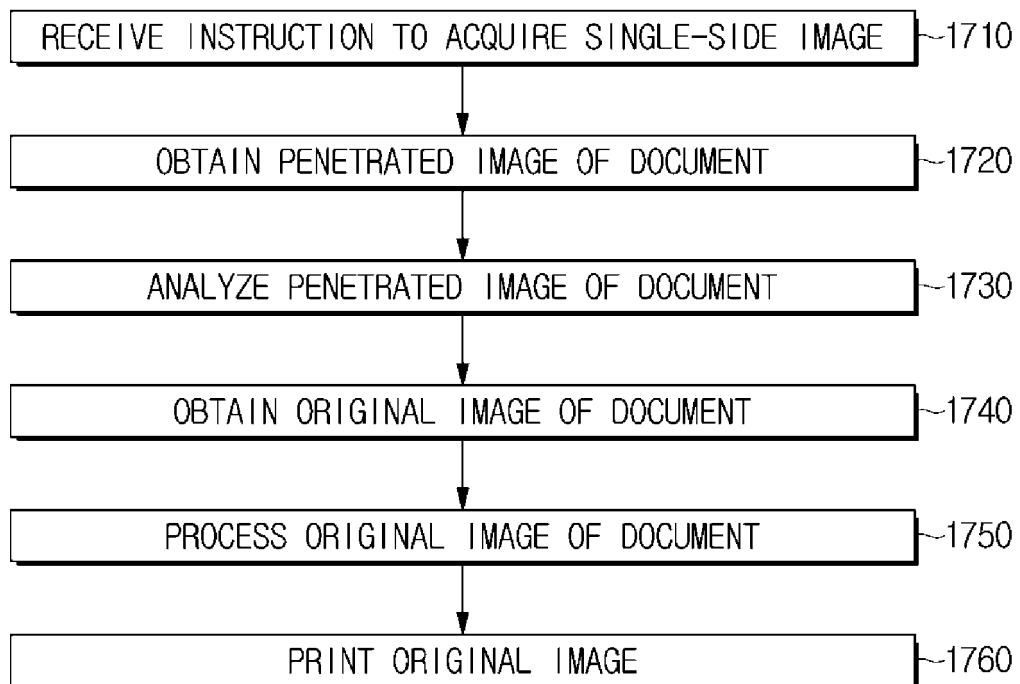 RECEIVE INSTRUCTION TO ACQUIRE SINGLE-SIDE IMAGE ~1710
OBTAIN PENETRATED IMAGE OF DOCUMENT ~1720
ANALYZE PENETRATED IMAGE OF DOCUMENT ~1730
OBTAIN ORIGINAL IMAGE OF DOCUMENT ~1740
PROCESS ORIGINAL IMAGE OF DOCUMENT ~1750
PRINT ORIGINAL IMAGE ~1760